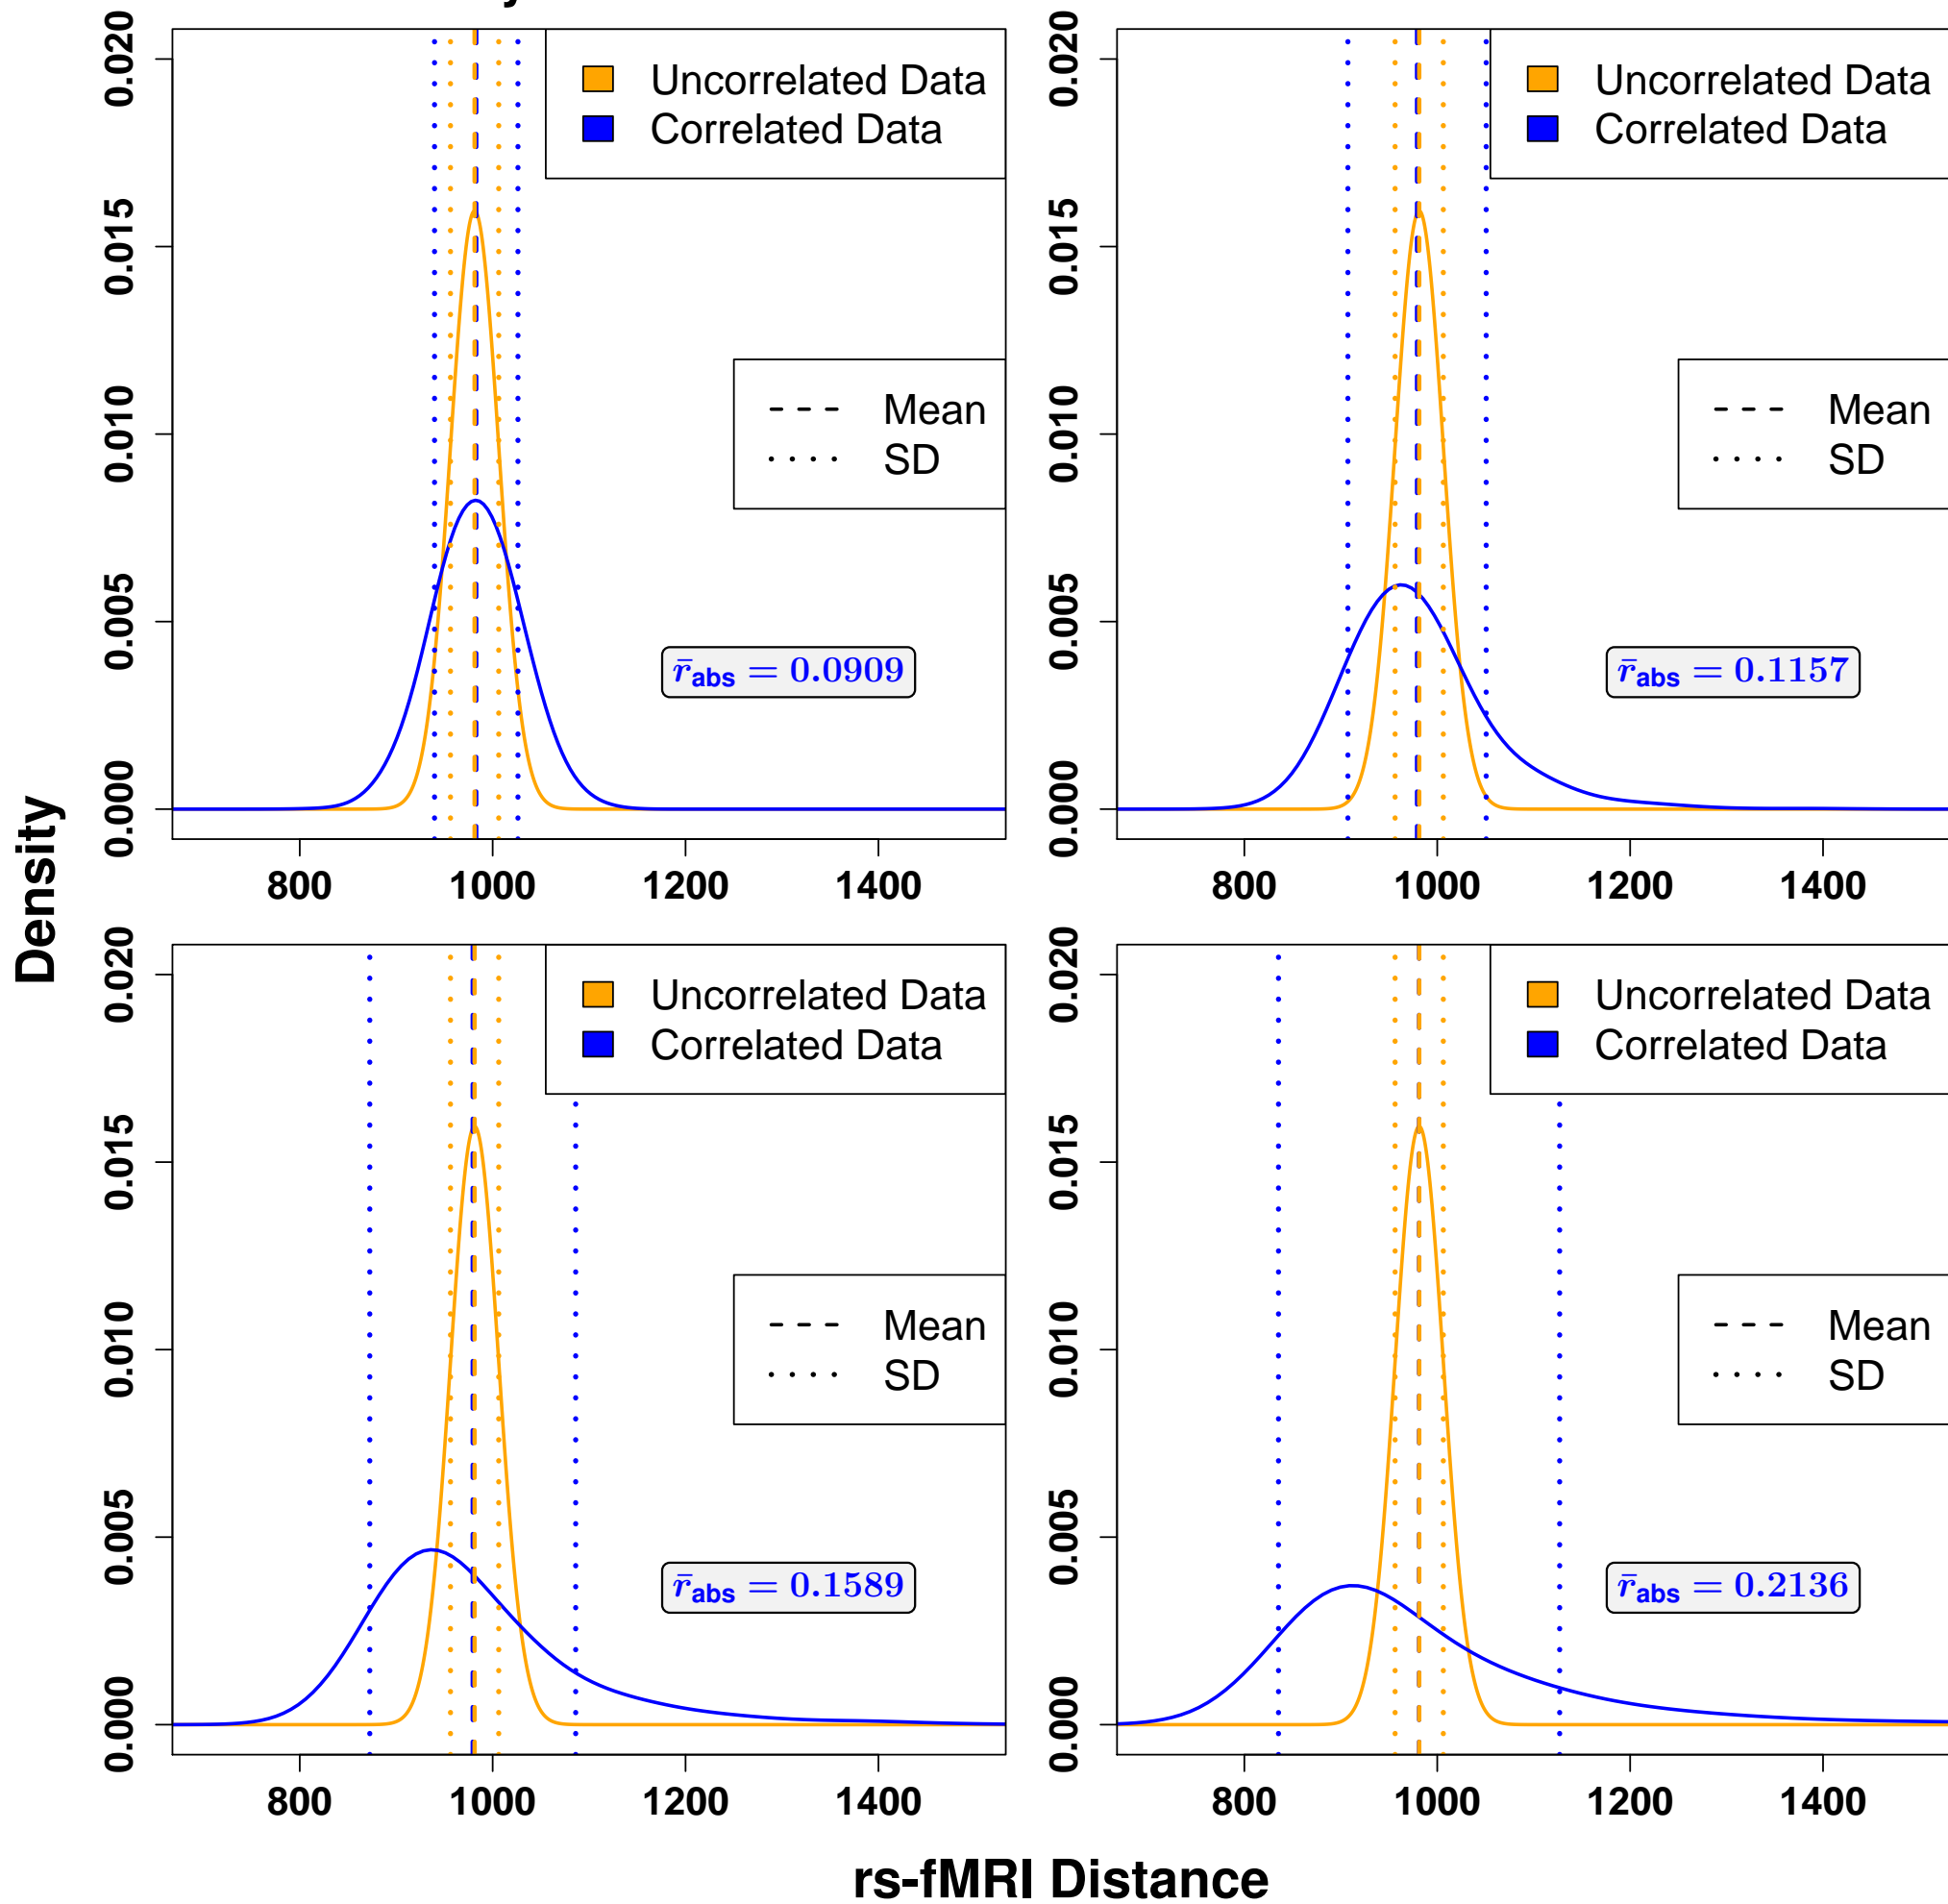 0.020
0.015
0.010
0.005
0.000
Uncorrelated Data
Correlated Data
Mean
SD
r̄abs = 0.0909
800 1000 1200 1400
0.020
0.015
0.010
0.005
0.000
Uncorrelated Data
Correlated Data
Mean
SD
r̄abs = 0.1157
800 1000 1200 1400
Density
0.020
0.015
0.010
0.005
0.000
Uncorrelated Data
Correlated Data
Mean
SD
r̄abs = 0.1589
800 1000 1200 1400
0.020
0.015
0.010
0.005
0.000
Uncorrelated Data
Correlated Data
Mean
SD
r̄abs = 0.2136
800 1000 1200 1400
rs-fMRI Distance